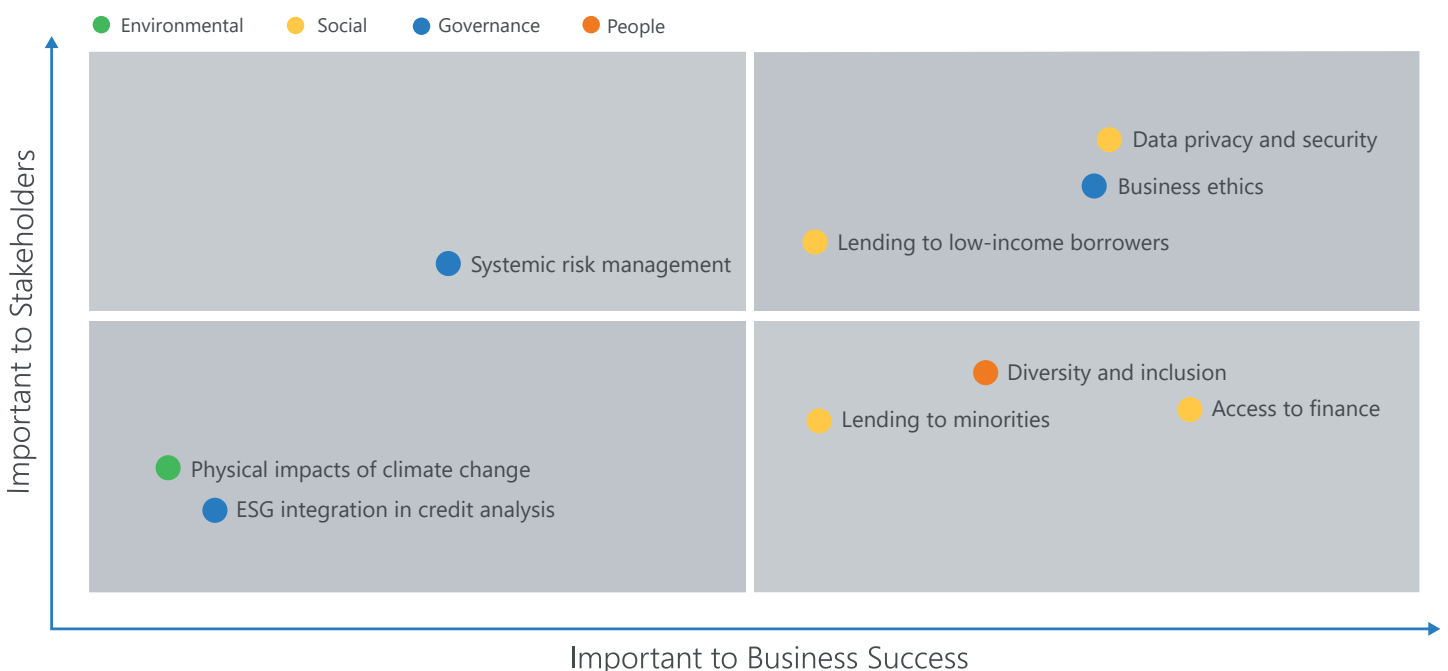 Environmental
Social
Governance
People
Important to Stakeholders
Data privacy and security
Business ethics
Lending to low-income borrowers
Systemic risk management
Diversity and inclusion
Access to finance
Lending to minorities
Physical impacts of climate change
ESG integration in credit analysis
Important to Business Success